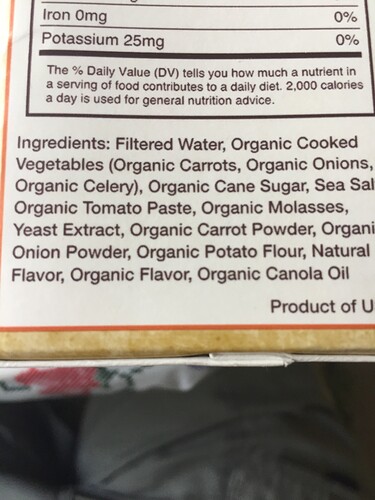 Iron 0mg 0%
Potassium 25mg 0%
The % Daily Value (DV) tells you how much a nutrient in
a serving of food contributes to a daily diet. 2,000 calories
a day is used for general nutrition advice.
Ingredients: Filtered Water, Organic Cooked
Vegetables (Organic Carrots, Organic Onions,
Organic Celery), Organic Cane Sugar, Sea Sal
Organic Tomato Paste, Organic Molasses,
Yeast Extract, Organic Carrot Powder, Organi
Onion Powder, Organic Potato Flour, Natural
Flavor, Organic Flavor, Organic Canola Oil
Product of U